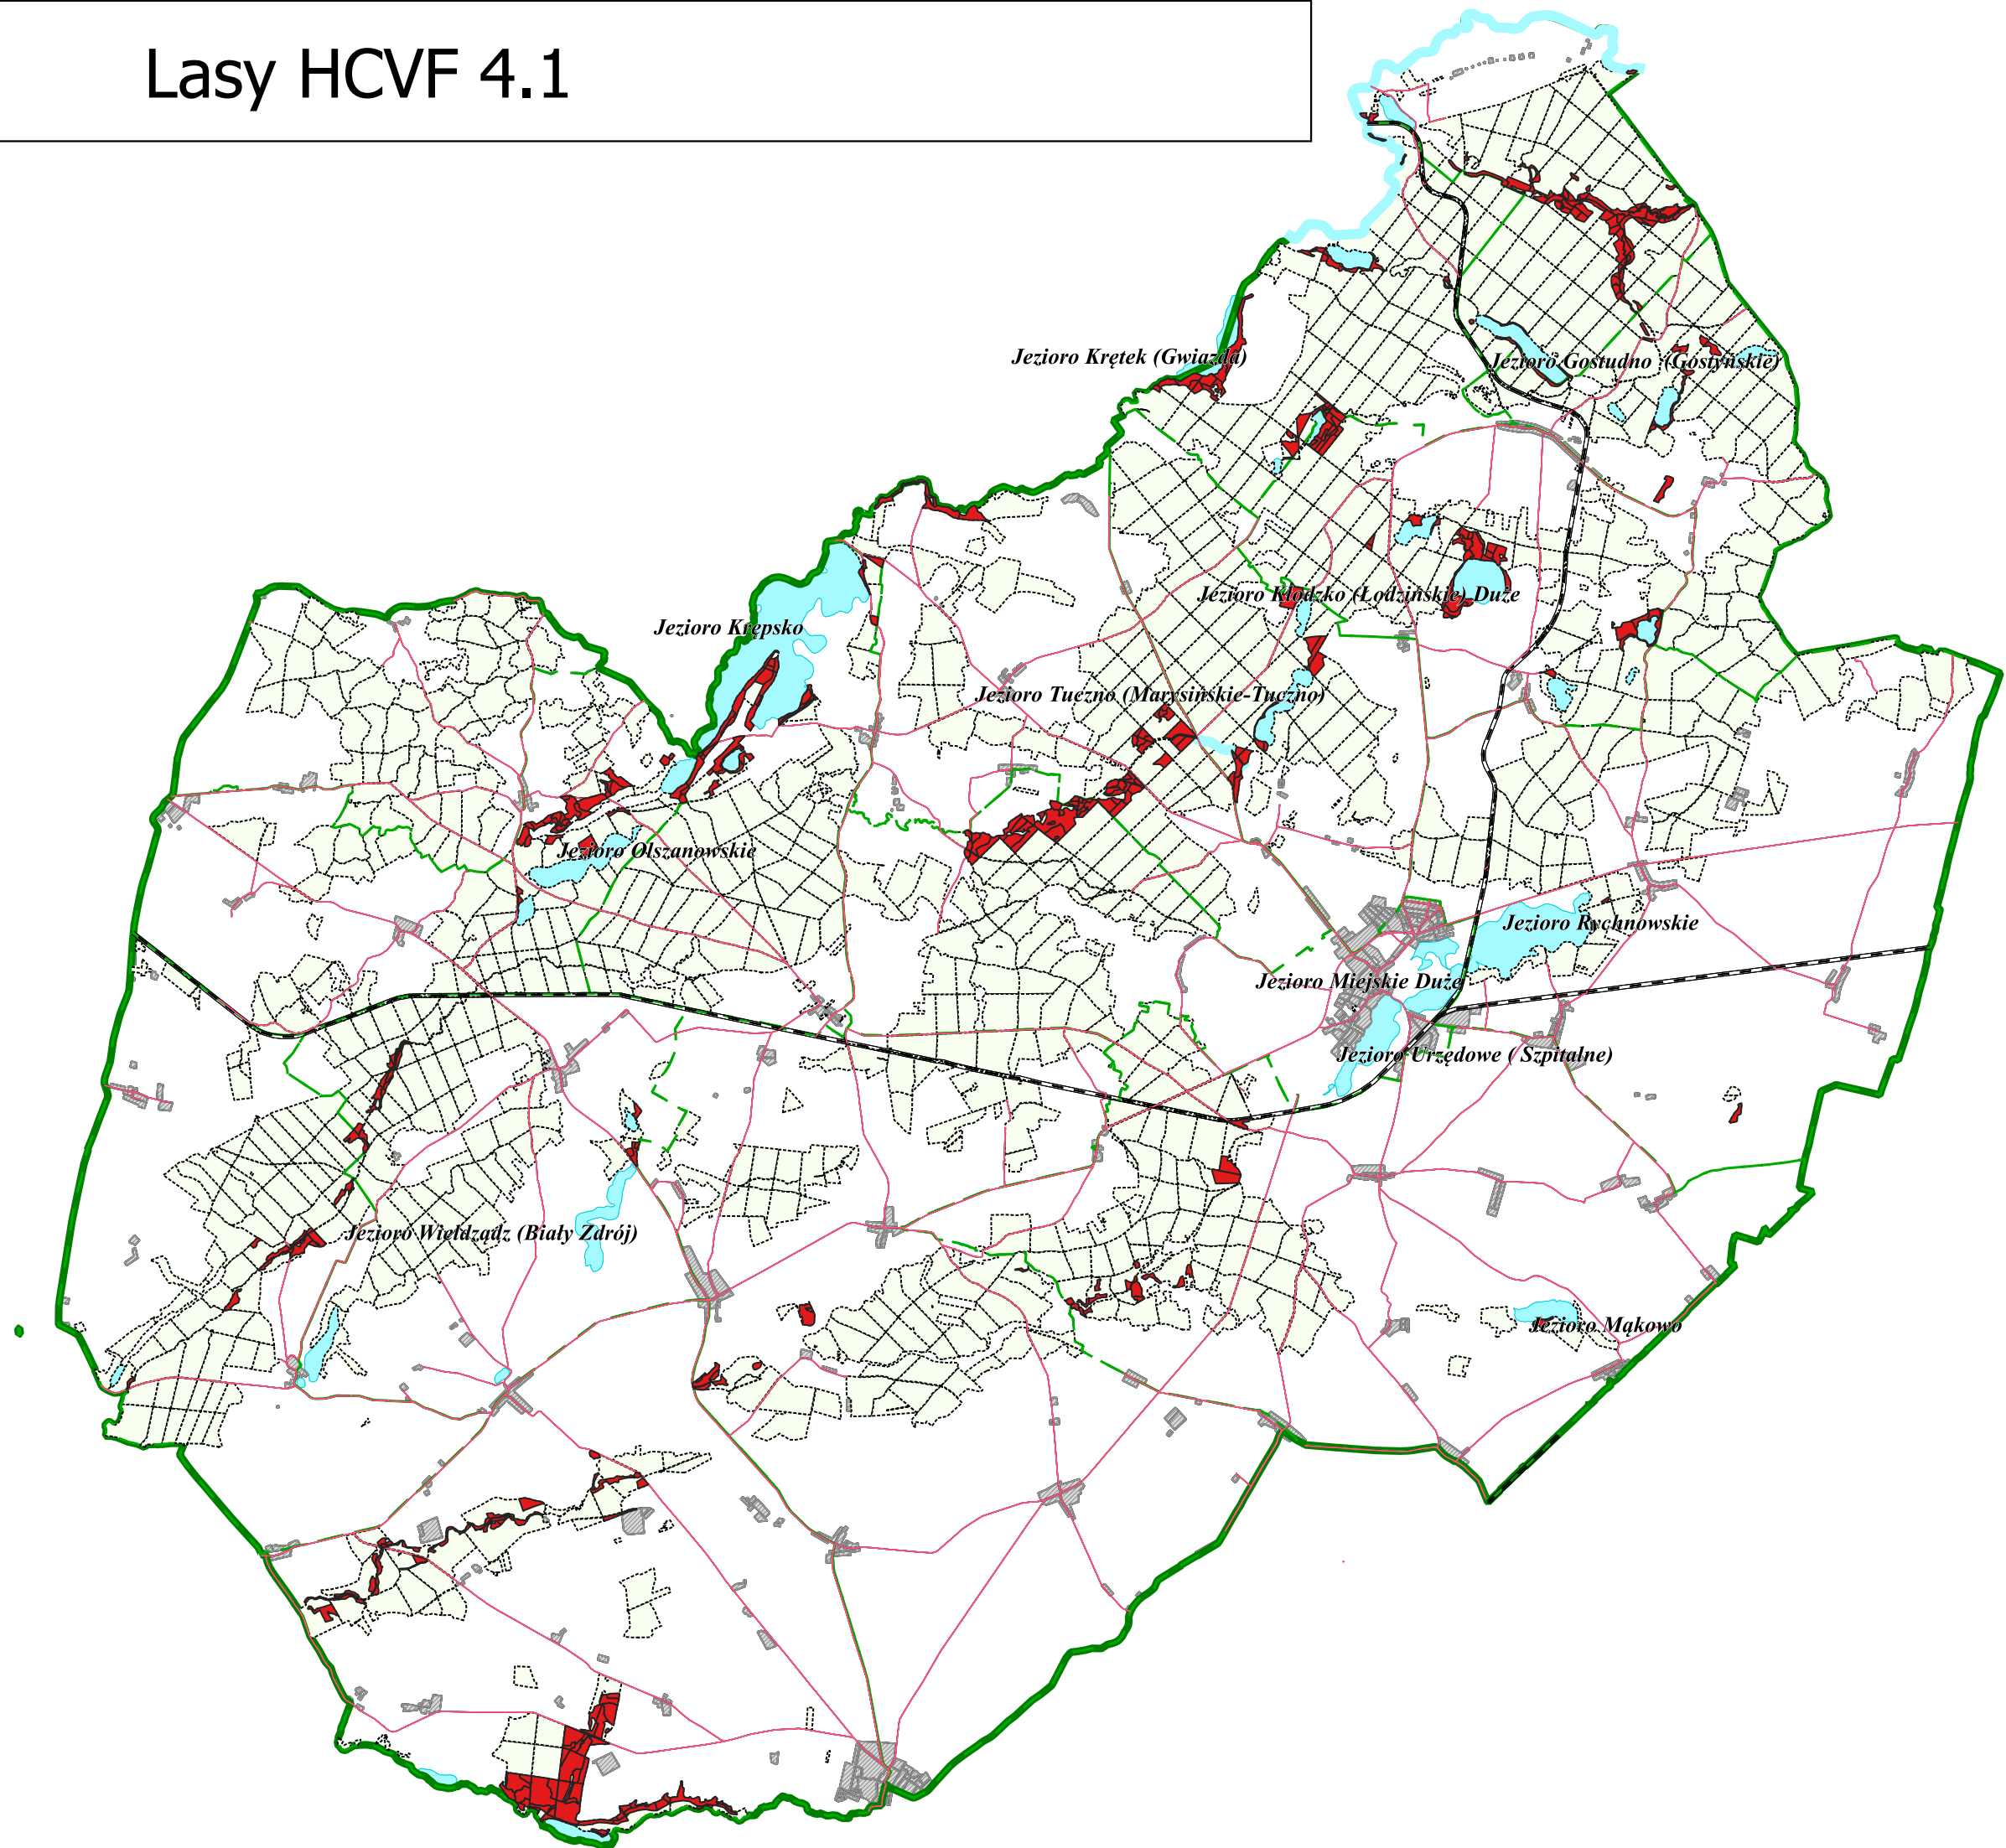 Lasy HCVF 4.1
Jezioro Krętek (Gwiazda)
Jezioro Gostudno (Gostyńskie)
Jezioro Kłodzko (Łodzińskie) Duże
Jezioro Krępsko
Jezioro Tuczno (Marysińskie-Tuczno)
Jezioro Olszanowskie
Jezioro Rychnowskie
Jezioro Miejskie Duże
Jezioro Urzędowe ( Szpitalne)
Jezioro Wieldządz (Biały Zdrój)
Jezioro Mąkowo